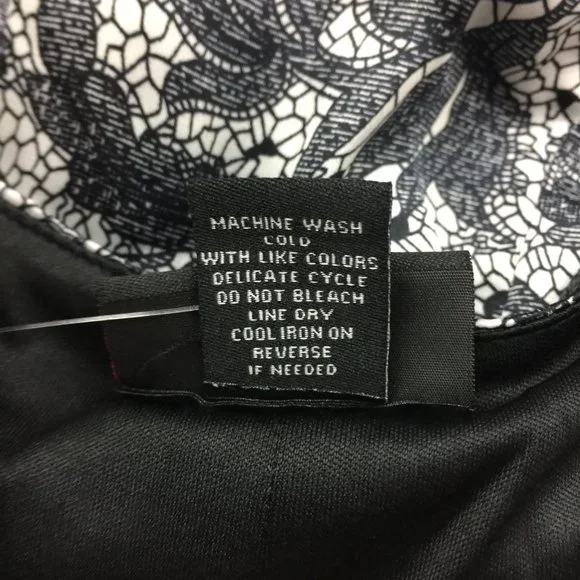 MACHINE WASH
COLD
WITH LIKE COLORS
DELICATE CYCLE
DO NOT BLEACH
LINE DRY
COOL IRON ON
REVERSE
IF NEEDED